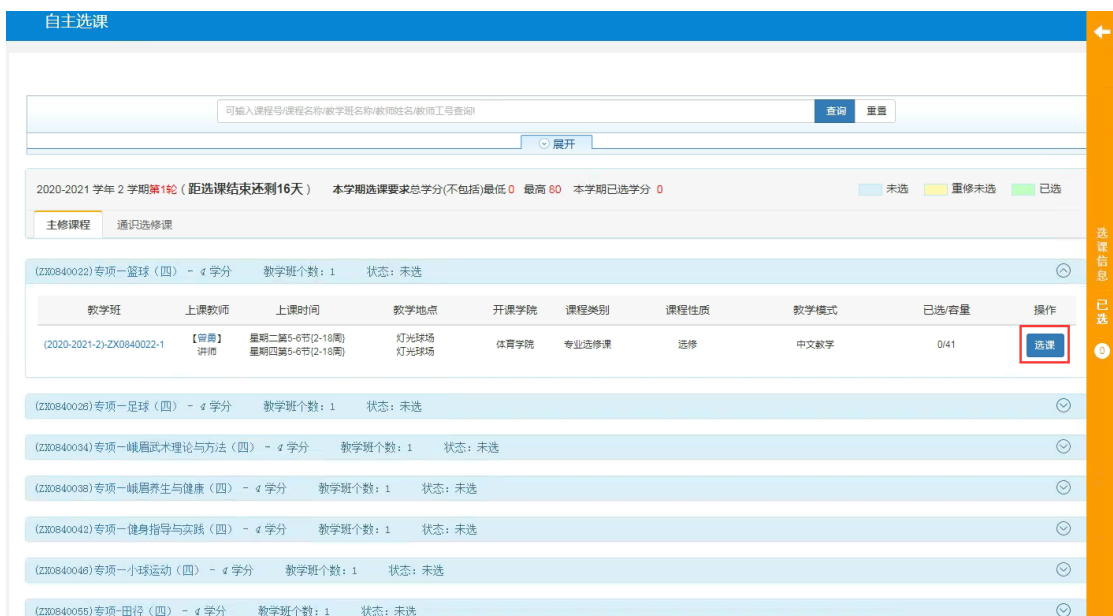 自主选课
可输入课程号/课程名称/教学班名称/教师姓名/教师工号查询! 查询 重置
展开
2020-2021 学年 2 学期第1轮 ( 距选课结束还剩16天 ) 本学期选课要求总学分(不包括)最低 0 最高 80 本学期已选学分 0 未选 重修未选 已选
主修课程 通识选修课
(ZX0840022)专项—篮球（四） - 4 学分 教学班个数：1 状态：未选
教学班 上课教师 上课时间 教学地点 开课学院 课程类别 课程性质 教学模式 已选/容量 操作
(2020-2021-2)-ZX0840022-1 【曾勇】 讲师 星期二第5-6节{2-18周} 灯光球场 体育学院 专业选修课 选修 中文教学 0/41 选课
星期四第5-6节{2-18周} 灯光球场
(ZX0840026)专项—足球（四） - 4 学分 教学班个数：1 状态：未选
(ZX0840034)专项—峨眉武术理论与方法（四） - 4 学分 教学班个数：1 状态：未选
(ZX0840038)专项—峨眉养生与健康（四） - 4 学分 教学班个数：1 状态：未选
(ZX0840042)专项—健身指导与实践（四） - 4 学分 教学班个数：1 状态：未选
(ZX0840046)专项—小球运动（四） - 4 学分 教学班个数：1 状态：未选
(ZX0840055)专项-田径（四） - 4 学分 教学班个数：1 状态：未选
选课信息 已选 0